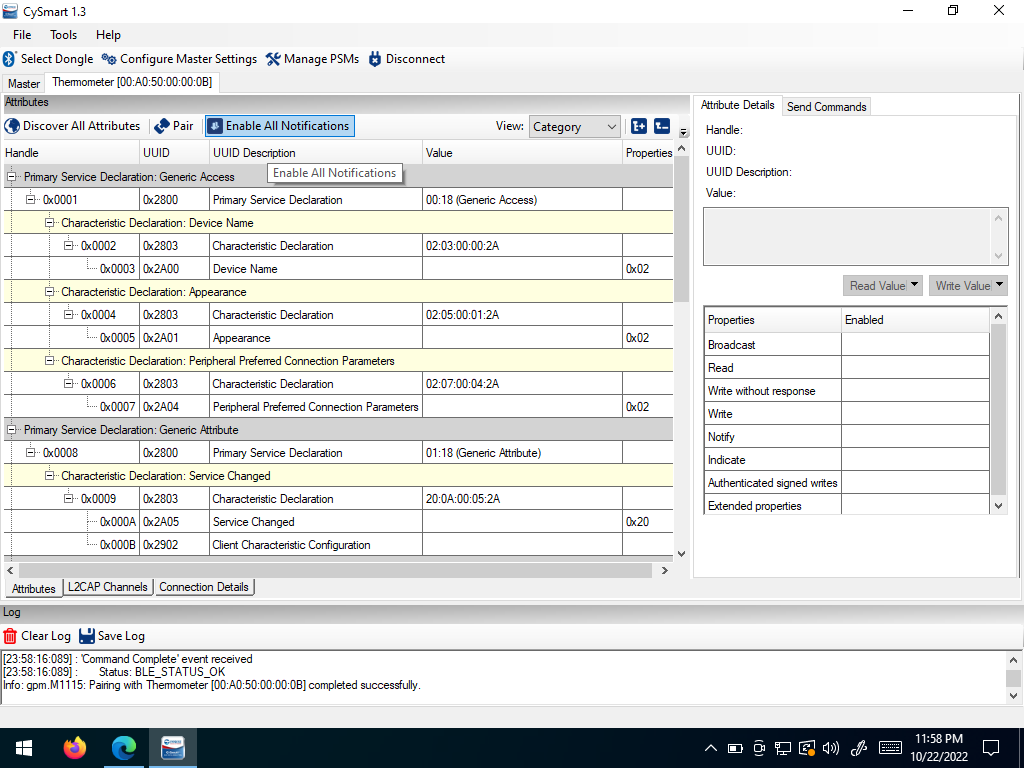 CySmart 1.3
File Tools Help
Select Dongle Configure Master Settings Manage PSMs Disconnect
Master Thermometer [00:A0:50:00:00:0B]
Attributes
Discover All Attributes Pair Enable All Notifications View: Category
Handle UUID UUID Description Value Properties
Enable All Notifications
Primary Service Declaration: Generic Access
0x0001 0x2800 Primary Service Declaration 00:18 (Generic Access)
Characteristic Declaration: Device Name
0x0002 0x2803 Characteristic Declaration 02:03:00:00:2A
0x0003 0x2A00 Device Name 0x02
Characteristic Declaration: Appearance
0x0004 0x2803 Characteristic Declaration 02:05:00:01:2A
0x0005 0x2A01 Appearance 0x02
Characteristic Declaration: Peripheral Preferred Connection Parameters
0x0006 0x2803 Characteristic Declaration 02:07:00:04:2A
0x0007 0x2A04 Peripheral Preferred Connection Parameters 0x02
Primary Service Declaration: Generic Attribute
0x0008 0x2800 Primary Service Declaration 01:18 (Generic Attribute)
Characteristic Declaration: Service Changed
0x0009 0x2803 Characteristic Declaration 20:0A:00:05:2A
0x000A 0x2A05 Service Changed 0x20
0x000B 0x2902 Client Characteristic Configuration
Attributes L2CAP Channels Connection Details
Attribute Details Send Commands
Handle:
UUID:
UUID Description:
Value:
Read Value Write Value
Properties Enabled
Broadcast
Read
Write without response
Write
Notify
Indicate
Authenticated signed writes
Extended properties
Log
Clear Log Save Log
[23:58:16:089] : 'Command Complete' event received
[23:58:16:089] : Status: BLE_STATUS_OK
Info: gpm.M1115: Pairing with Thermometer [00:A0:50:00:00:0B] completed successfully.
11:58 PM
10/22/2022